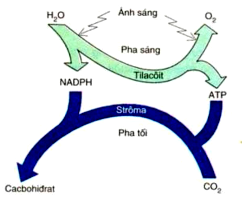 H₂O
Ánh sáng
O₂
Pha sáng
Tilacôit
NADPH
ATP
Strôma
Pha tối
Cacbohiđrat
CO₂